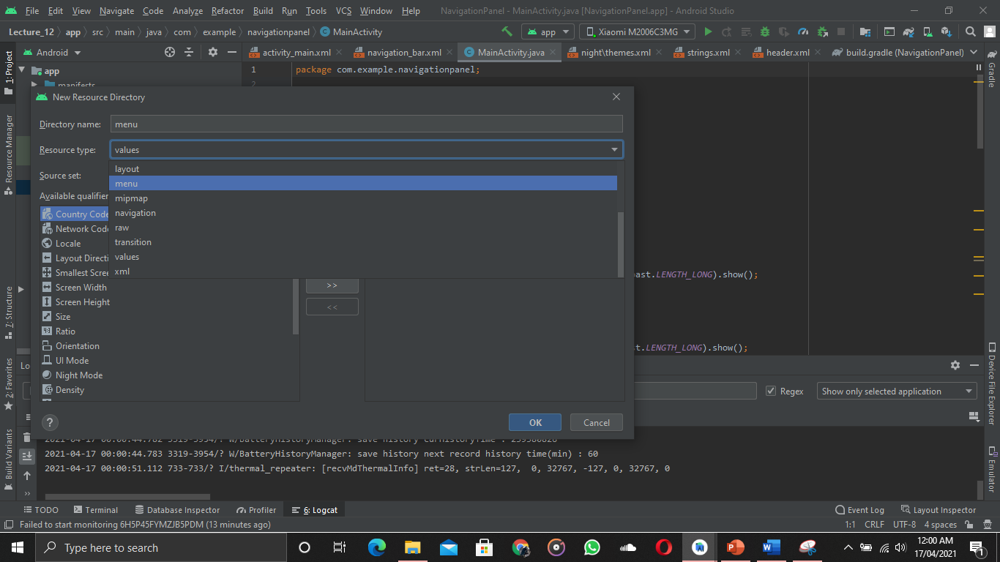 File Edit View Navigate Code Analyze Refactor Build Run Tools VCS Window Help NavigationPanel - MainActivity.java [NavigationPanel.app] - Android Studio
Lecture_12 app src main java com example navigationpanel MainActivity app Xiaomi M2006C3MG
1: Project
Android
activity_main.xml navigation_bar.xml MainActivity.java night\themes.xml strings.xml header.xml build.gradle (NavigationPanel)
Gradle
app
manifests
1 package com.example.navigationpanel;
2
New Resource Directory
Directory name: menu
Resource type: values
Source set:
Available qualifier
layout
menu
mipmap
navigation
raw
transition
values
xml
Country Code
Network Cod
Locale
Layout Directi
Smallest Scree
Screen Width
Screen Height
Size
Ratio
Orientation
UI Mode
Night Mode
Density
>>
<<
? OK Cancel
ast.LENGTH_LONG).show();
st.LENGTH_LONG).show();
Resource Manager
7: Structure
2: Favorites
Build Variants
Device File Explorer
Emulator
Lo
Regex Show only selected application
2021-04-17 00:00:44.782 3319-3954/? W/BatteryHistoryManager: save history curHistoryTime :
2021-04-17 00:00:44.783 3319-3954/? W/BatteryHistoryManager: save history next record history time(min) : 60
2021-04-17 00:00:51.112 733-733/? I/thermal_repeater: [recvMdThermalInfo] ret=28, strLen=127, 0, 32767, -127, 0, 32767, 0
TODO Terminal Database Inspector Profiler 6: Logcat Event Log Layout Inspector
Failed to start monitoring 6H5P45FYMZJB5PDM (13 minutes ago) 1:1 CRLF UTF-8 4 spaces
Type here to search
12:00 AM
17/04/2021
1